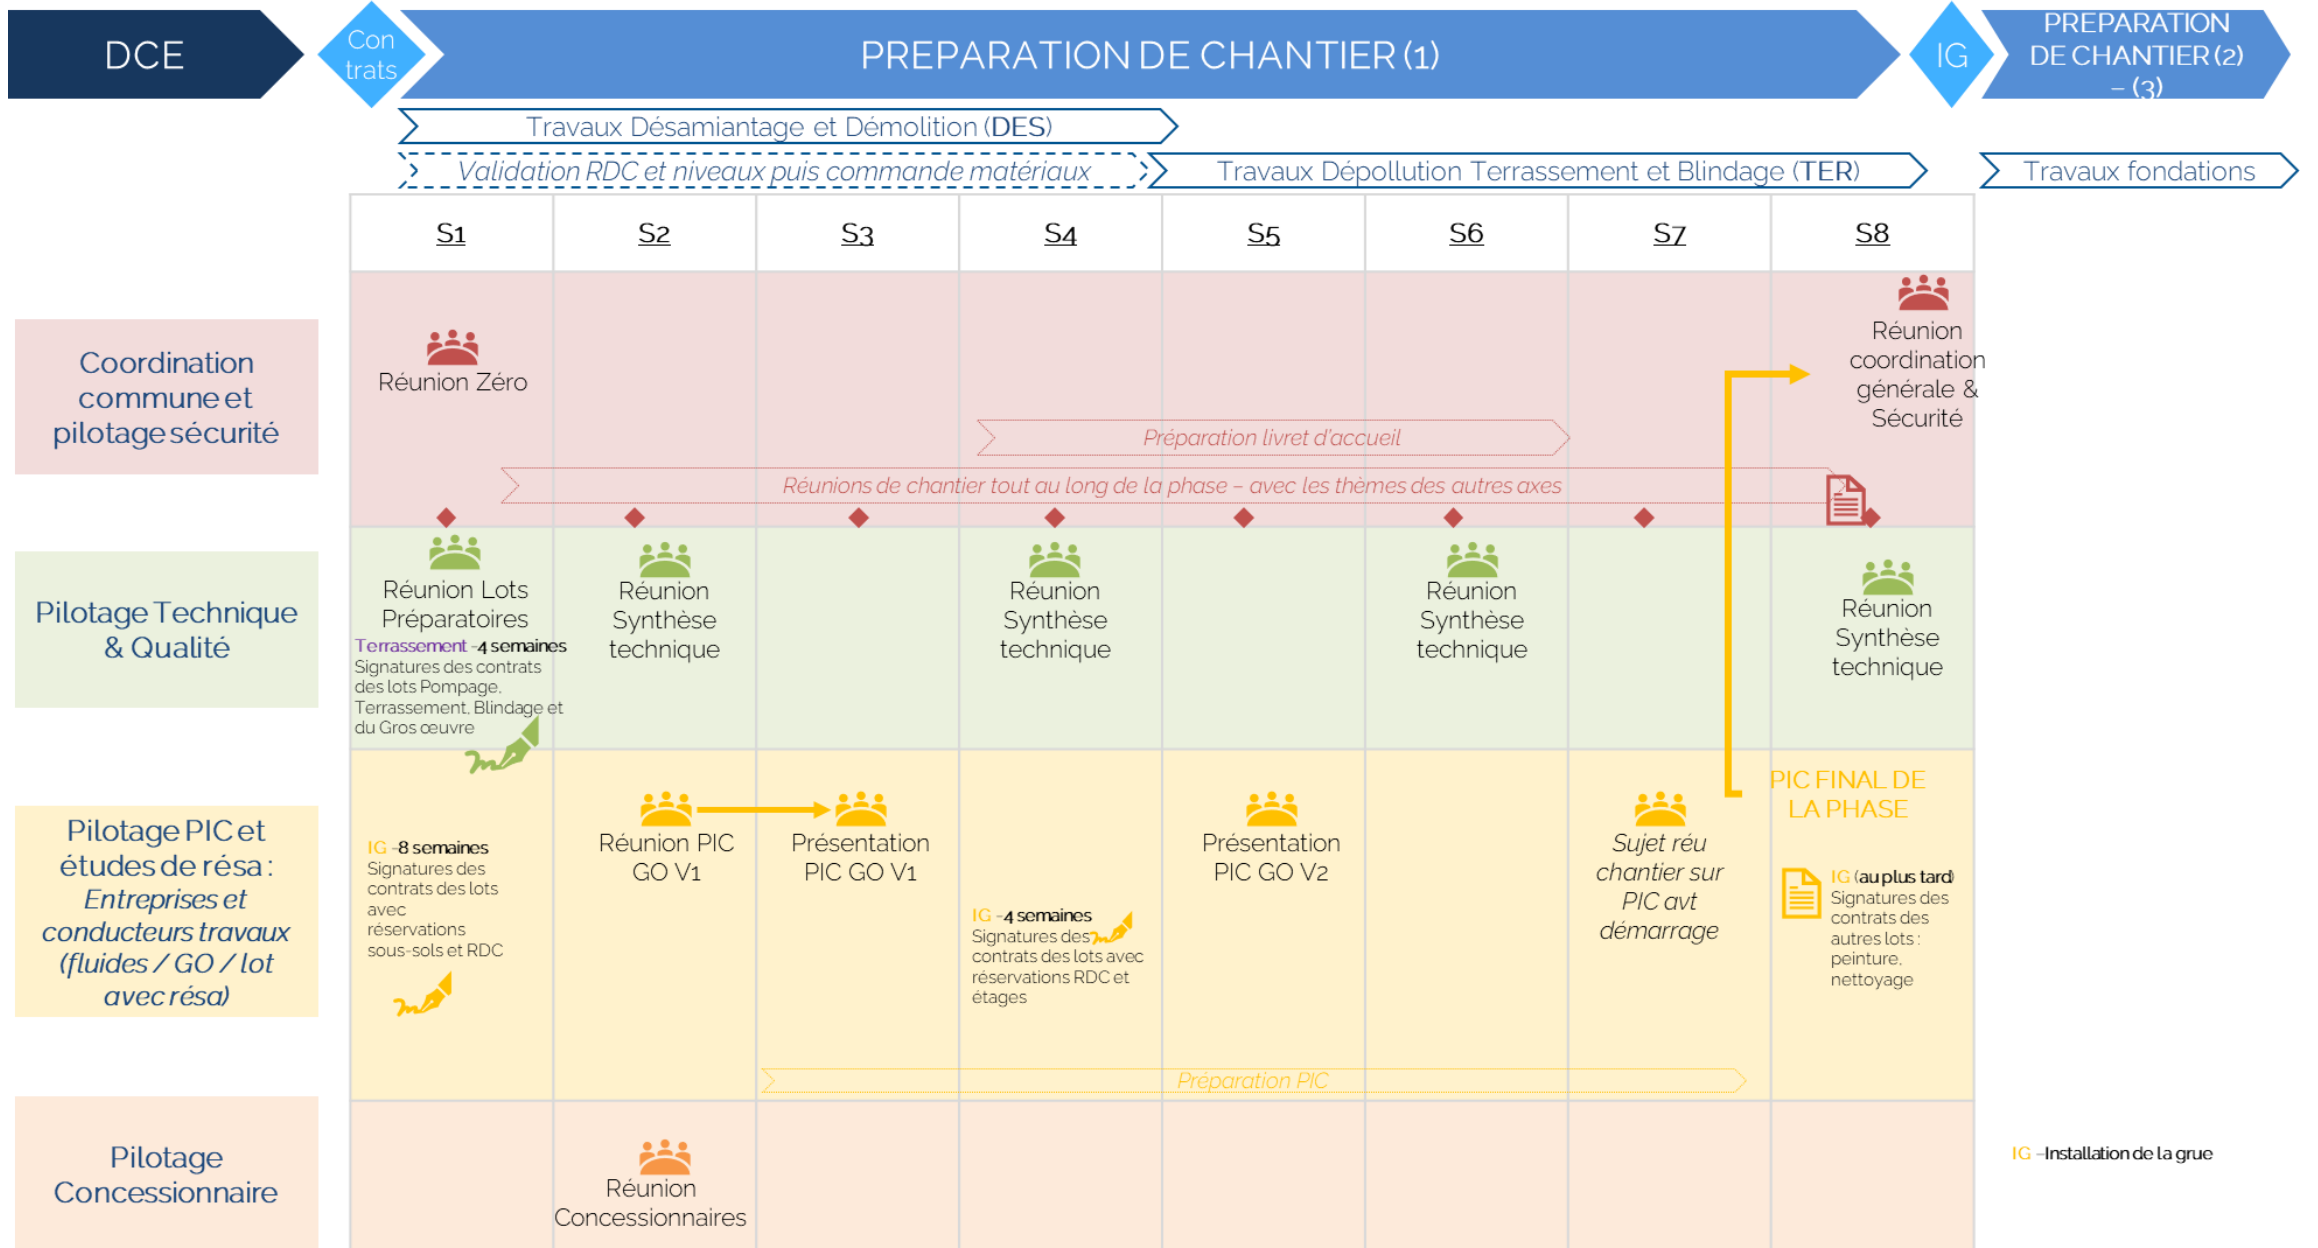 DCE
Con
trats
PREPARATION DE CHANTIER (1)
IG
PREPARATION
DE CHANTIER (2)
– (3)
Travaux Désamiantage et Démolition (DES)
Validation RDC et niveaux puis commande matériaux
Travaux Dépollution Terrassement et Blindage (TER)
Travaux fondations
S1
S2
S3
S4
S5
S6
S7
S8
Coordination
commune et
pilotage sécurité
Réunion Zéro
Réunion
coordination
générale &
Sécurité
Préparation livret d'accueil
Réunions de chantier tout au long de la phase – avec les thèmes des autres axes
Pilotage Technique
& Qualité
Réunion Lots
Préparatoires
Terrassement -4 semaines
Signatures des contrats
des lots Pompage,
Terrassement, Blindage et
du Gros œuvre
Réunion
Synthèse
technique
Réunion
Synthèse
technique
Réunion
Synthèse
technique
Réunion
Synthèse
technique
Pilotage PIC et
études de résa :
Entreprises et
conducteurs travaux
(fluides / GO / lot
avec résa)
IG -8 semaines
Signatures des
contrats des lots
avec
réservations
sous-sols et RDC
Réunion PIC
GO V1
Présentation
PIC GO V1
IG -4 semaines
Signatures des
contrats des lots avec
réservations RDC et
étages
Présentation
PIC GO V2
Sujet réu
chantier sur
PIC avt
démarrage
PIC FINAL DE
LA PHASE
IG (au plus tard)
Signatures des
contrats des
autres lots :
peinture,
nettoyage
Préparation PIC
Pilotage
Concessionnaire
Réunion
Concessionnaires
IG –Installation de la grue